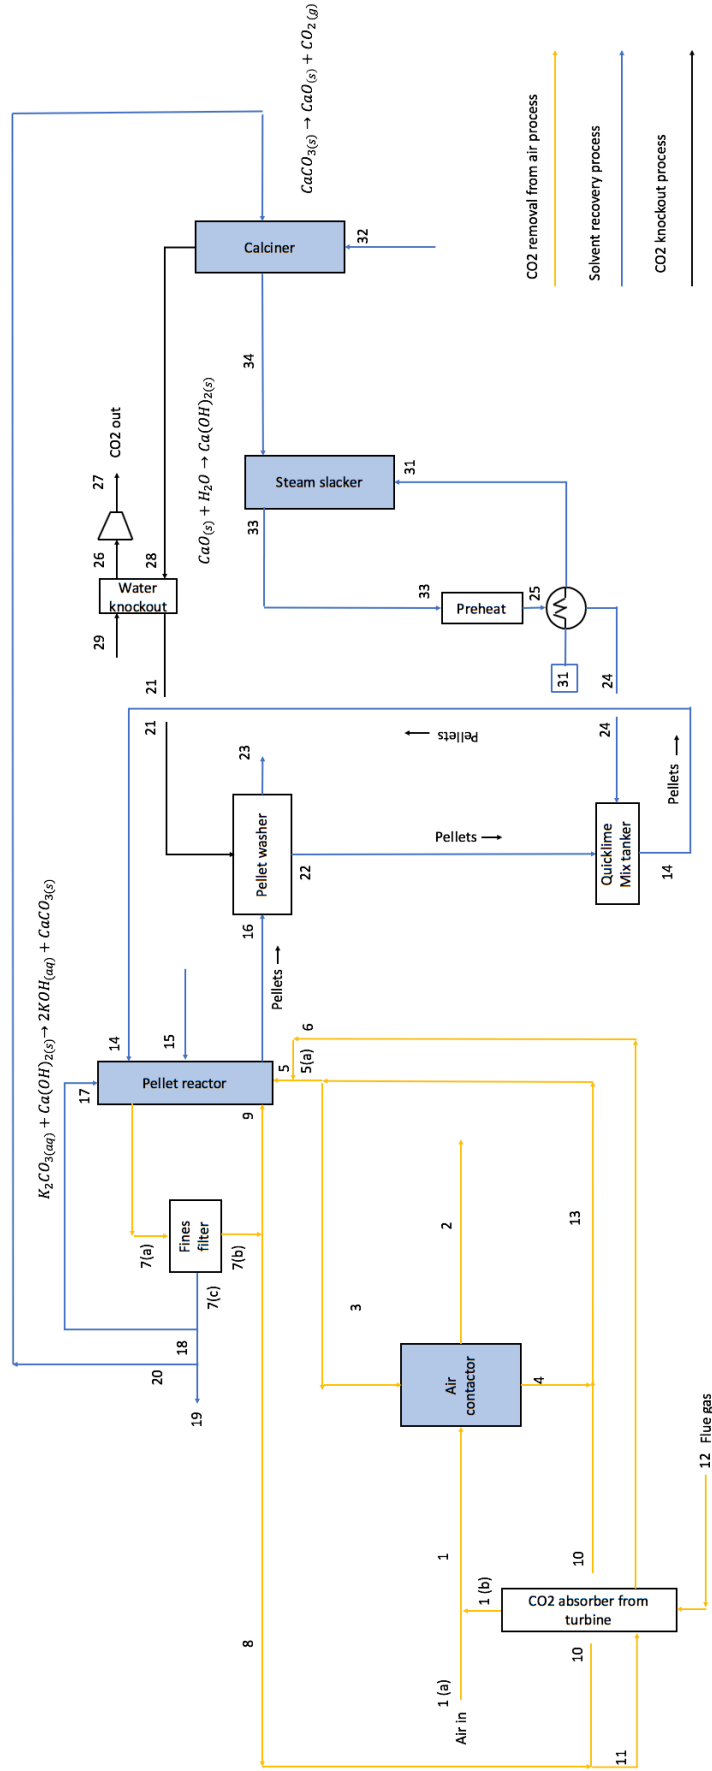 19
20
18
7(c)
K₂CO₃(aq) + Ca(OH)₂(s) → 2KOH(aq) + CaCO₃(s)
17
14
7(a)
Fines
filter
7(b)
Pellet reactor
15
9
21
21
29
Water
knockout
28
26
27
CO2 out
CaO(s) + H₂O → Ca(OH)₂(s)
CaCO₃(s) → CaO(s) + CO₂ (g)
8
16
Pellets
Pellet washer
23
22
33
34
Calciner
Steam slacker
32
31
3
5
5(a)
6
Air in
1 (a)
1
1 (b)
Air
contactor
2
4
Pellets
Pellets
33
Preheat
25
31
CO2 removal from air process
Solvent recovery process
CO2 knockout process
10
11
CO2 absorber from
turbine
10
13
24
24
Quicklime
Mix tanker
14
Pellets
12
Flue gas